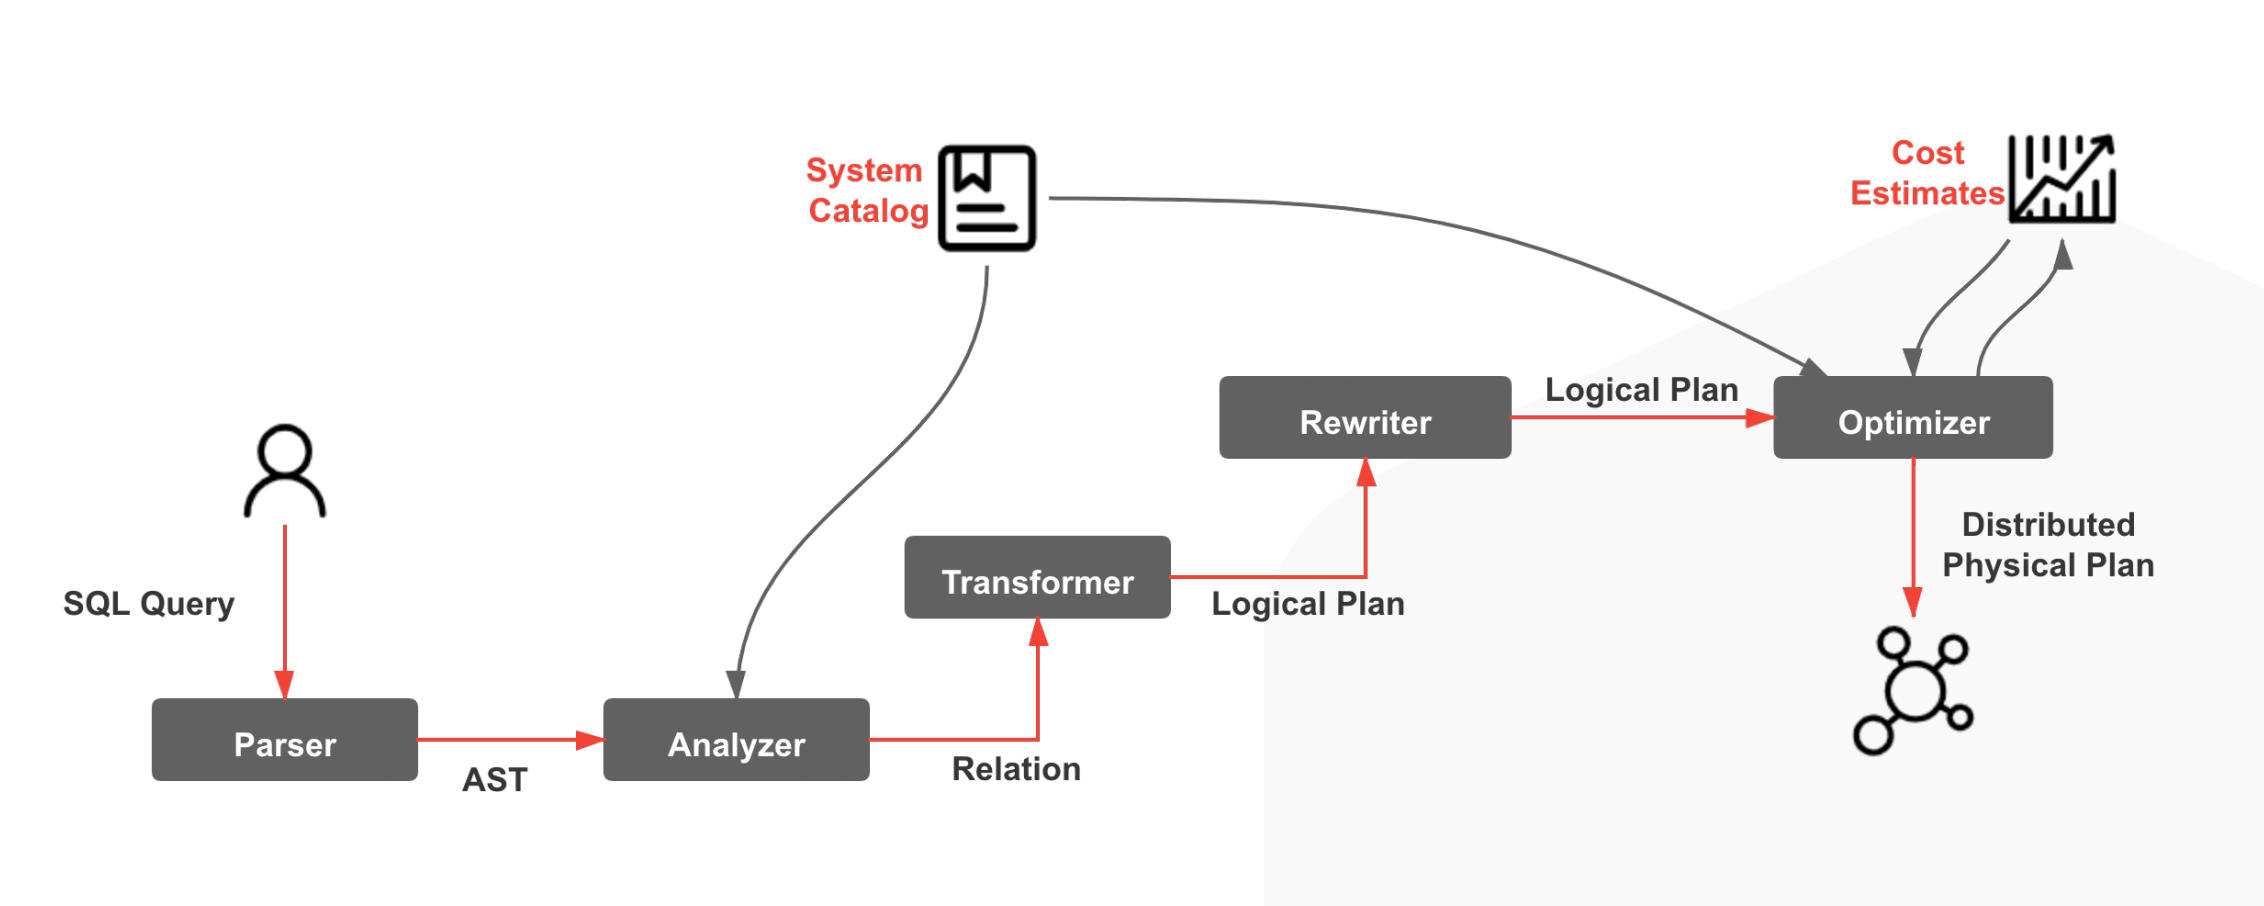 System
Catalog
Cost
Estimates
SQL Query
Parser
AST
Analyzer
Relation
Transformer
Logical Plan
Rewriter
Logical Plan
Optimizer
Distributed
Physical Plan